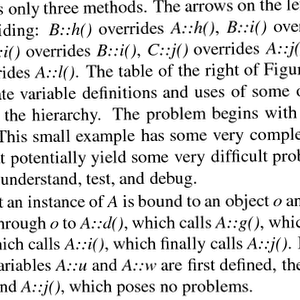 s only three methods. The arrows on the le
iding: B::h() overrides A::h(), B::i() over
::i() overrides B::i(), C::j() overrides A::j(
rides A::l(). The table of the right of Figur
te variable definitions and uses of some o
the hierarchy. The problem begins with
This small example has some very comple
t potentially yield some very difficult prob
understand, test, and debug.
t an instance of A is bound to an object o an
through o to A::d(), which calls A::g(), whic
hich calls A::i(), which finally calls A::j(). I
variables A::u and A::w are first defined, the
nd A::j(), which poses no problems.